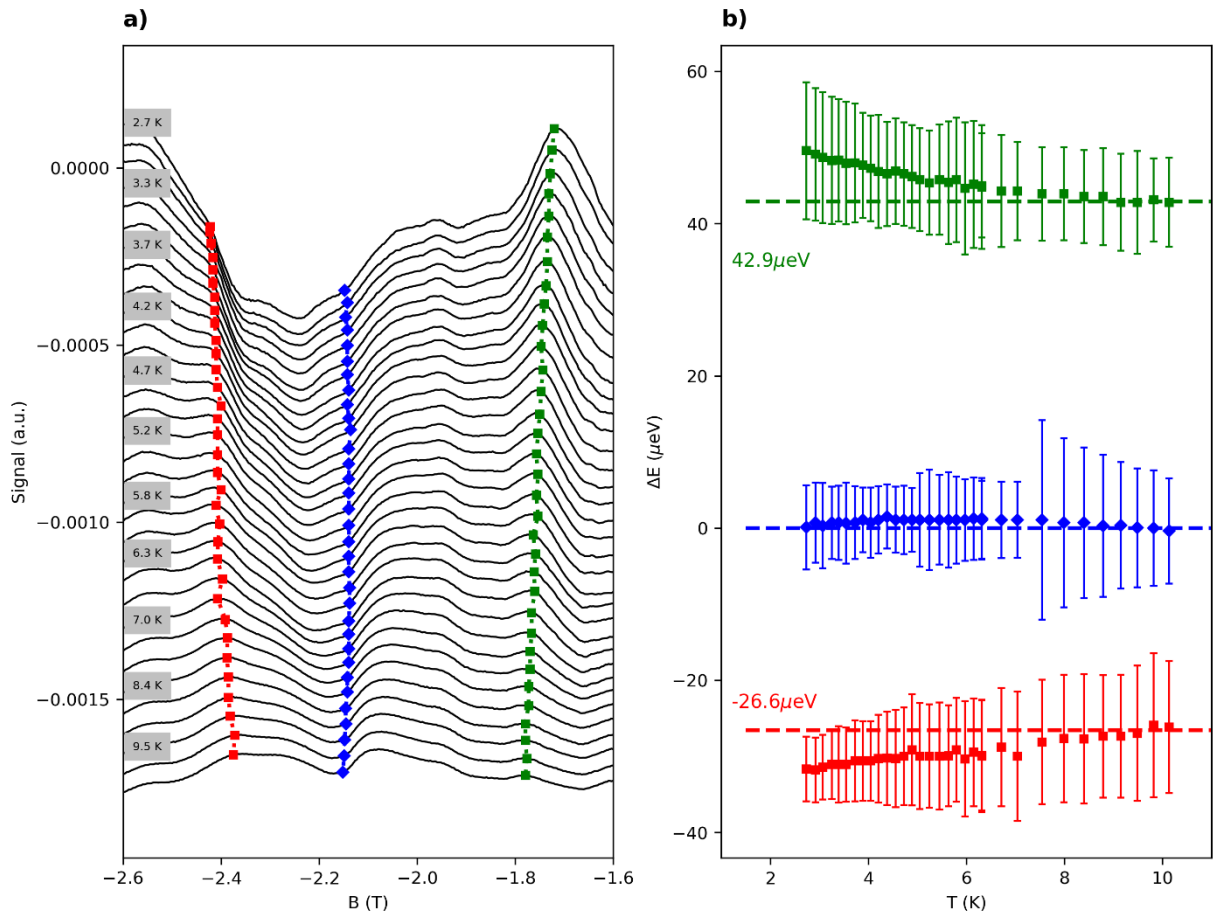 a)
2.7 K
3.3 K
3.7 K
4.2 K
4.7 K
5.2 K
5.8 K
6.3 K
7.0 K
8.4 K
9.5 K
0.0000
−0.0005
−0.0010
−0.0015
Signal (a.u.)
−2.6
−2.4
−2.2
−2.0
−1.8
−1.6
B (T)
b)
60
40
20
0
−20
−40
ΔE (μeV)
42.9μeV
-26.6μeV
2
4
6
8
10
T (K)